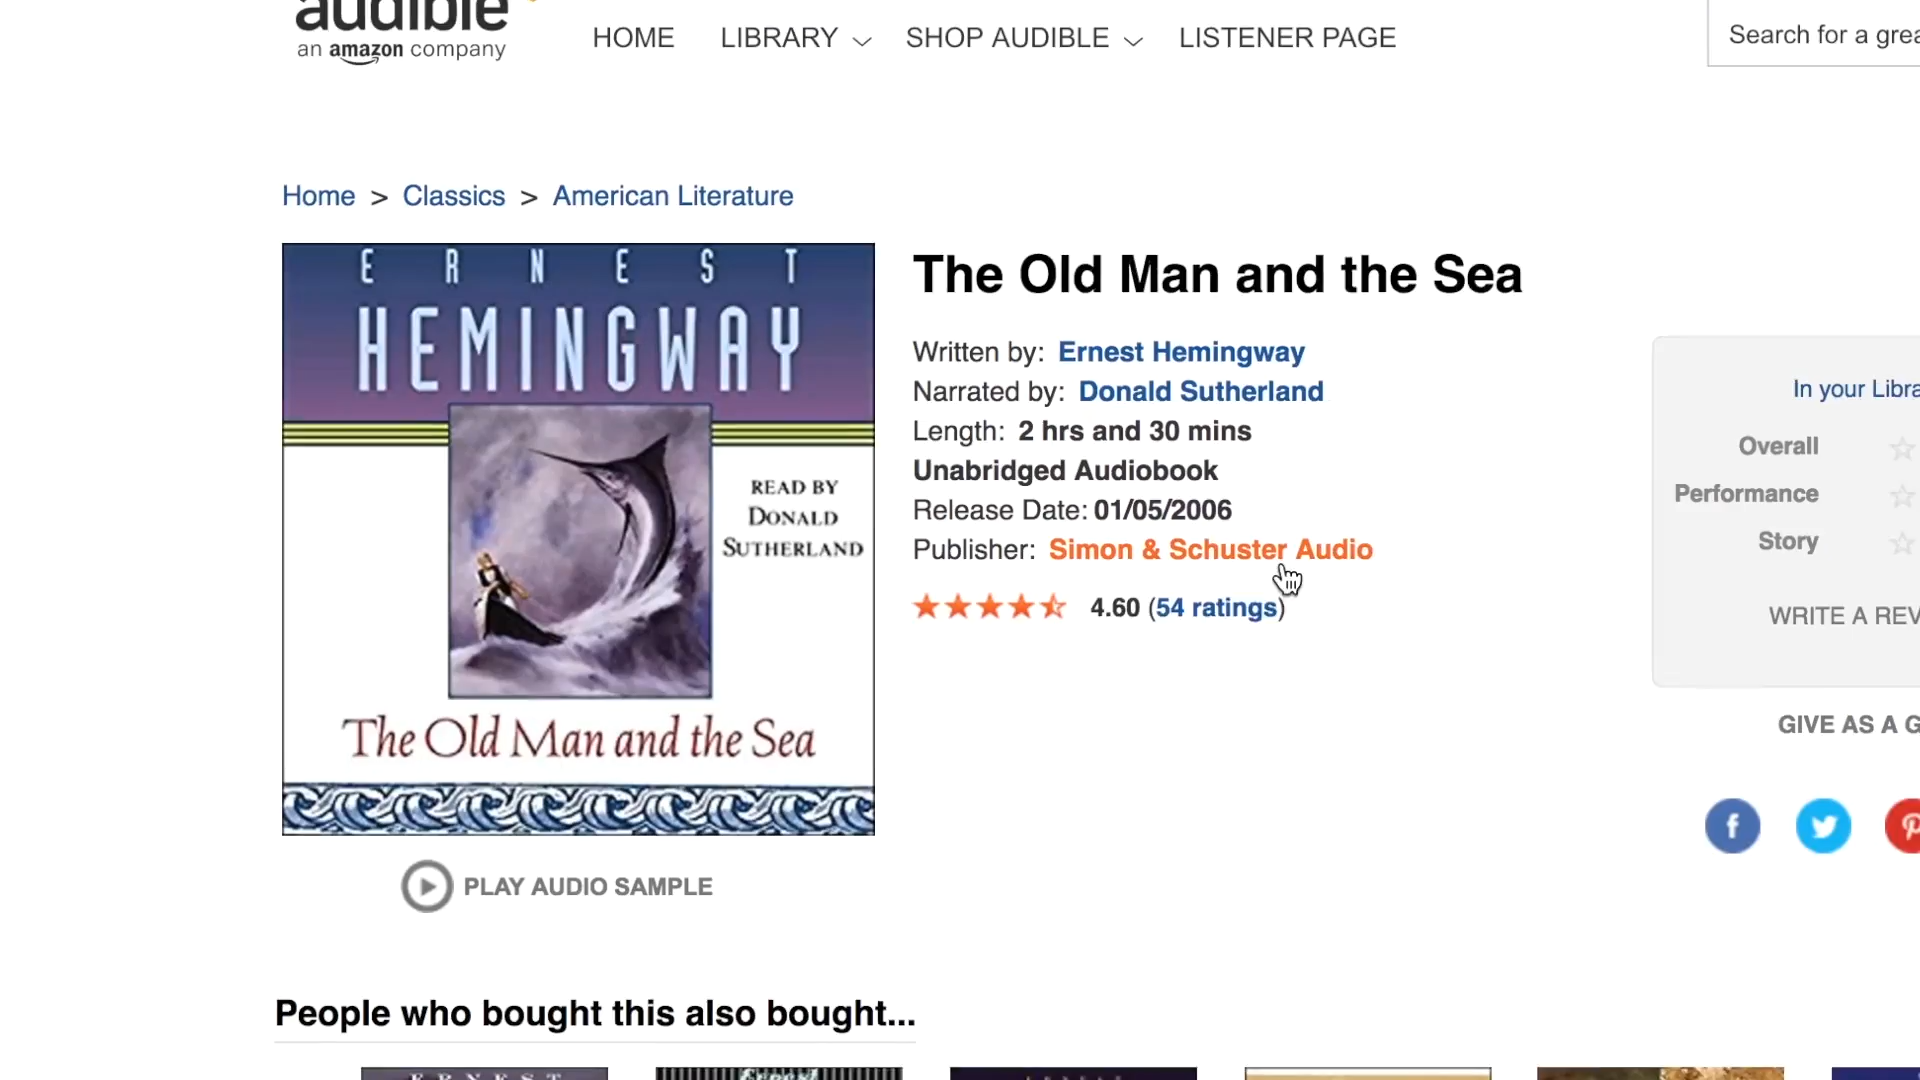 audible
an amazon company
HOME LIBRARY SHOP AUDIBLE LISTENER PAGE
Search for a grea
Home > Classics > American Literature
ERNEST
HEMINGWAY
READ BY
DONALD
SUTHERLAND
The Old Man and the Sea
The Old Man and the Sea
Written by: Ernest Hemingway
Narrated by: Donald Sutherland
Length: 2 hrs and 30 mins
Unabridged Audiobook
Release Date: 01/05/2006
Publisher: Simon & Schuster Audio
4.60 (54 ratings)
In your Libra
Overall
Performance
Story
WRITE A REV
GIVE AS A G
PLAY AUDIO SAMPLE
People who bought this also bought...
ERNEST
Ernest